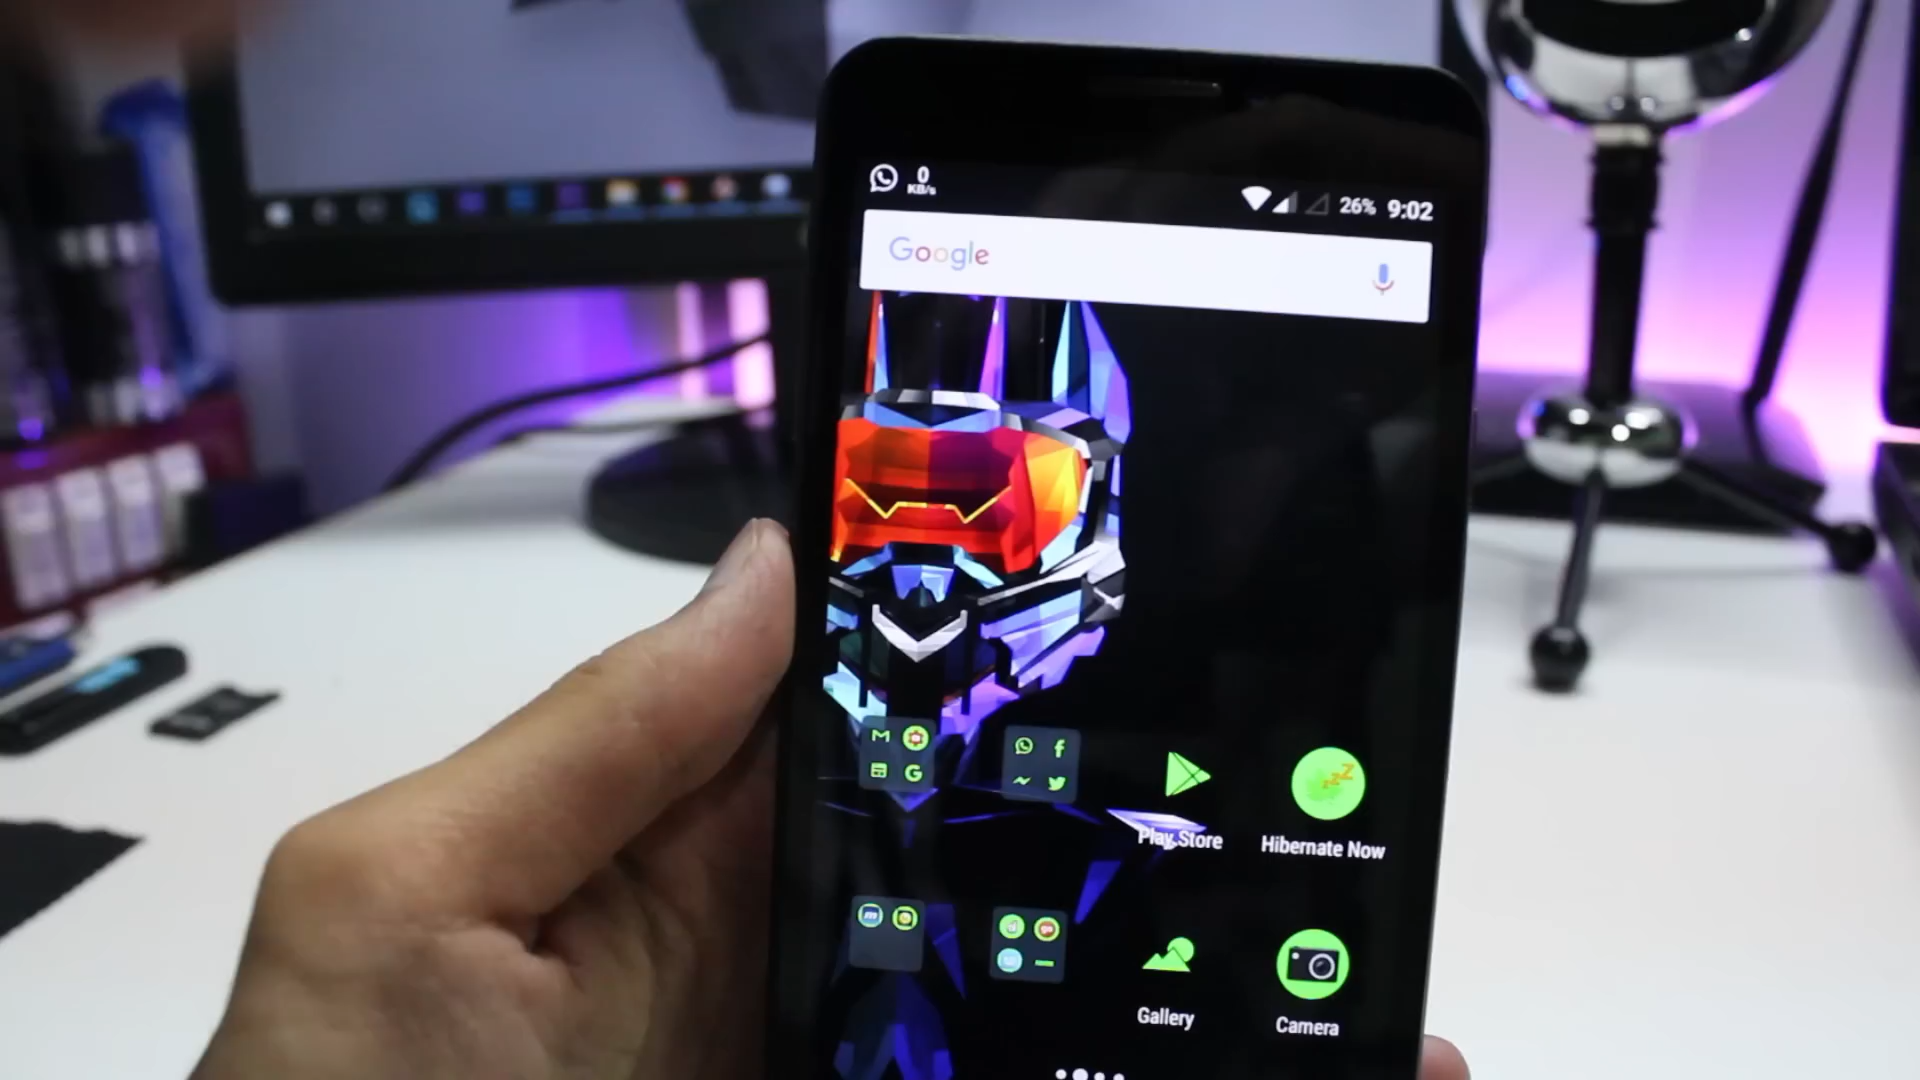 0
KB/s
26% 9:02
Google
Play Store
Hibernate Now
Gallery
Camera